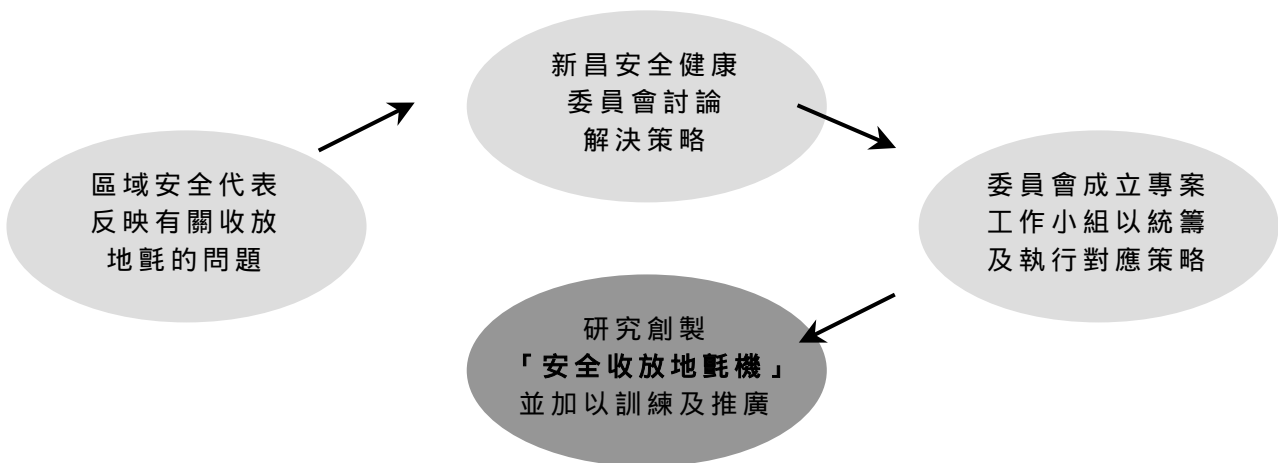 新昌安全健康
委員會討論
解決策略
區域安全代表
反映有關收放
地氈的問題
委員會成立專案
工作小組以統籌
及執行對應策略
研究創製
「安全收放地氈機」
並加以訓練及推廣